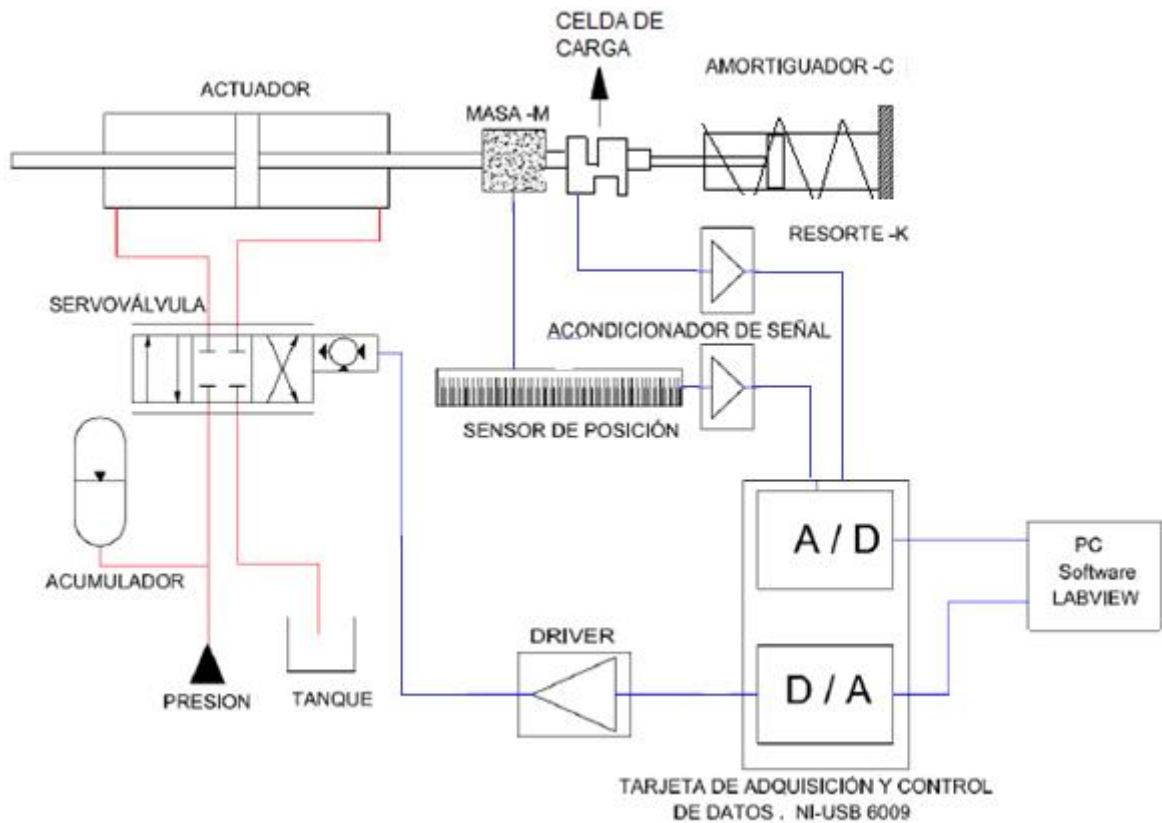 CELDA DE
CARGA
AMORTIGUADOR -C
ACTUADOR
MASA -M
RESORTE -K
SERVOVÁLVULA
ACONDICIONADOR DE SEÑAL
SENSOR DE POSICIÓN
A / D
PC
Software
LABVIEW
ACUMULADOR
DRIVER
D / A
PRESION
TANQUE
TARJETA DE ADQUISICIÓN Y CONTROL
DE DATOS . NI-USB 6009